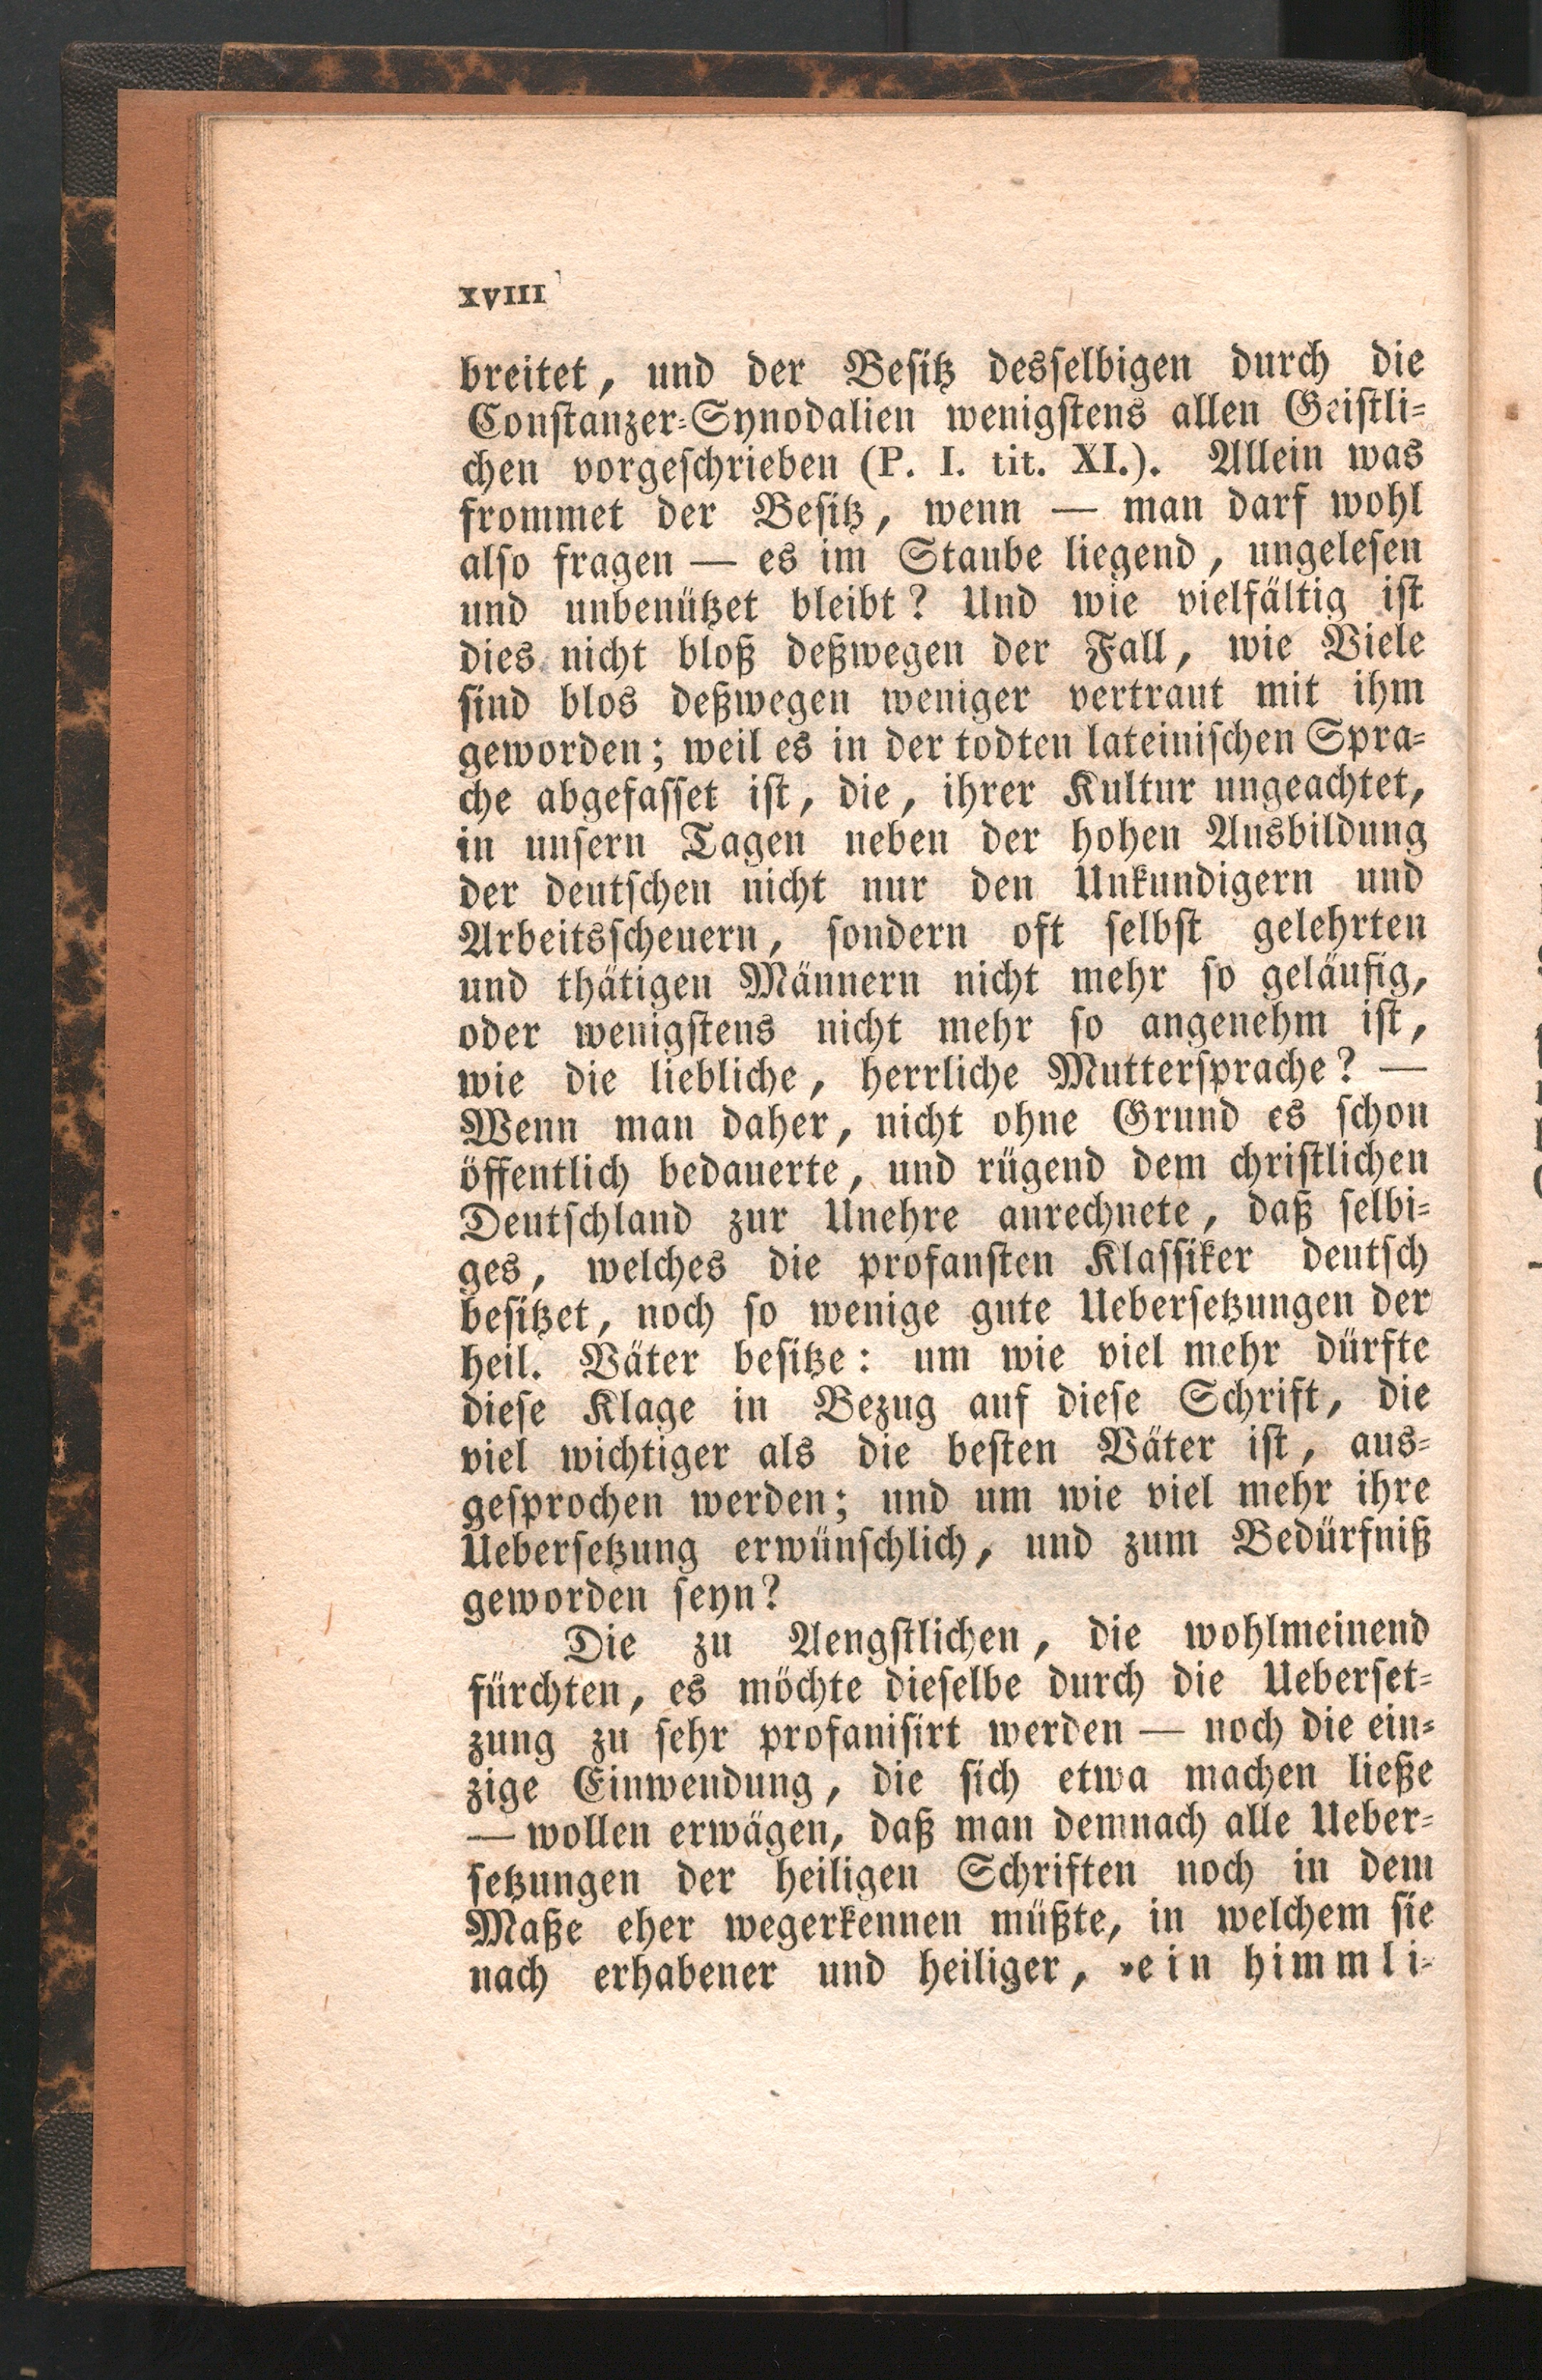 XVIII
breitet, und der Besitz desselbigen durch die
Constanzer-Synodalien wenigstens allen Geistli-
chen vorgeschrieben (P. I. tit. XI.). Allein was
frommet der Besitz, wenn — man darf wohl
also fragen — es im Staube liegend, ungelesen
und unbenützet bleibt? Und wie vielfältig ist
dies nicht bloß deßwegen der Fall, wie Viele
sind blos deßwegen weniger vertraut mit ihm
geworden; weil es in der todten lateinischen Spra-
che abgefasset ist, die, ihrer Kultur ungeachtet,
in unsern Tagen neben der hohen Ausbildung
der deutschen nicht nur den Unkundigern und
Arbeitsscheuern, sondern oft selbst gelehrten
und thätigen Männern nicht mehr so geläufig,
oder wenigstens nicht mehr so angenehm ist,
wie die liebliche, herrliche Muttersprache? —
Wenn man daher, nicht ohne Grund es schon
öffentlich bedauerte, und rügend dem christlichen
Deutschland zur Unehre anrechnete, daß selbi-
ges, welches die profansten Klassiker deutsch
besitzet, noch so wenige gute Uebersetzungen der
heil. Väter besitze: um wie viel mehr dürfte
diese Klage in Bezug auf diese Schrift, die
viel wichtiger als die besten Väter ist, aus-
gesprochen werden; und um wie viel mehr ihre
Uebersetzung erwünschlich, und zum Bedürfniß
geworden seyn?
Die zu Aengstlichen, die wohlmeinend
fürchten, es möchte dieselbe durch die Ueberset-
zung zu sehr profanisirt werden — noch die ein-
zige Einwendung, die sich etwa machen ließe
— wollen erwägen, daß man demnach alle Ueber-
setzungen der heiligen Schriften noch in dem
Maße eher wegerkennen müßte, in welchem sie
nach erhabener und heiliger, »ein himmli-